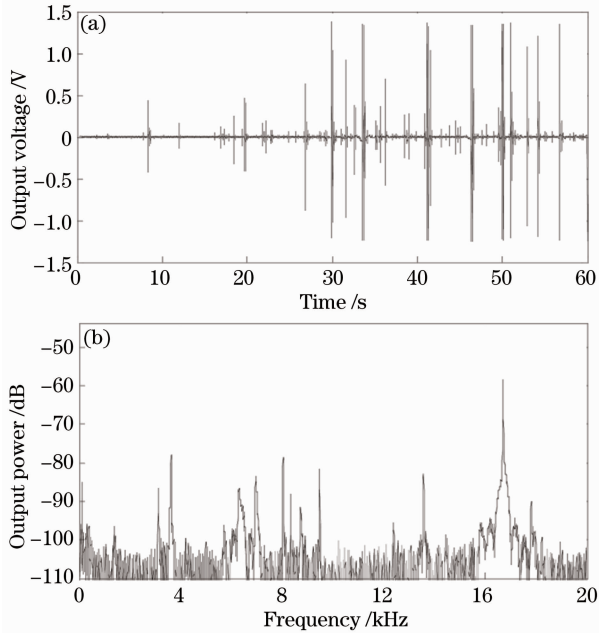 (a)
1.5
1.0
0.5
0
−0.5
−1.0
−1.5
Output voltage /V
0 10 20 30 40 50 60
Time /s
(b)
−50
−60
−70
−80
−90
−100
−110
Output power /dB
0 4 8 12 16 20
Frequency /kHz